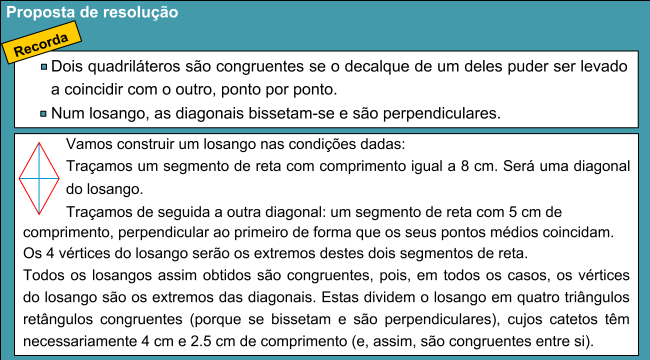 Proposta de resolução
Recorda
Dois quadriláteros são congruentes se o decalque de um deles puder ser levado
a coincidir com o outro, ponto por ponto.
Num losango, as diagonais bissetam-se e são perpendiculares.
Vamos construir um losango nas condições dadas:
Traçamos um segmento de reta com comprimento igual a 8 cm. Será uma diagonal
do losango.
Traçamos de seguida a outra diagonal: um segmento de reta com 5 cm de
comprimento, perpendicular ao primeiro de forma que os seus pontos médios coincidam.
Os 4 vértices do losango serão os extremos destes dois segmentos de reta.
Todos os losangos assim obtidos são congruentes, pois, em todos os casos, os vértices
do losango são os extremos das diagonais. Estas dividem o losango em quatro triângulos
retângulos congruentes (porque se bissetam e são perpendiculares), cujos catetos têm
necessariamente 4 cm e 2.5 cm de comprimento (e, assim, são congruentes entre si).